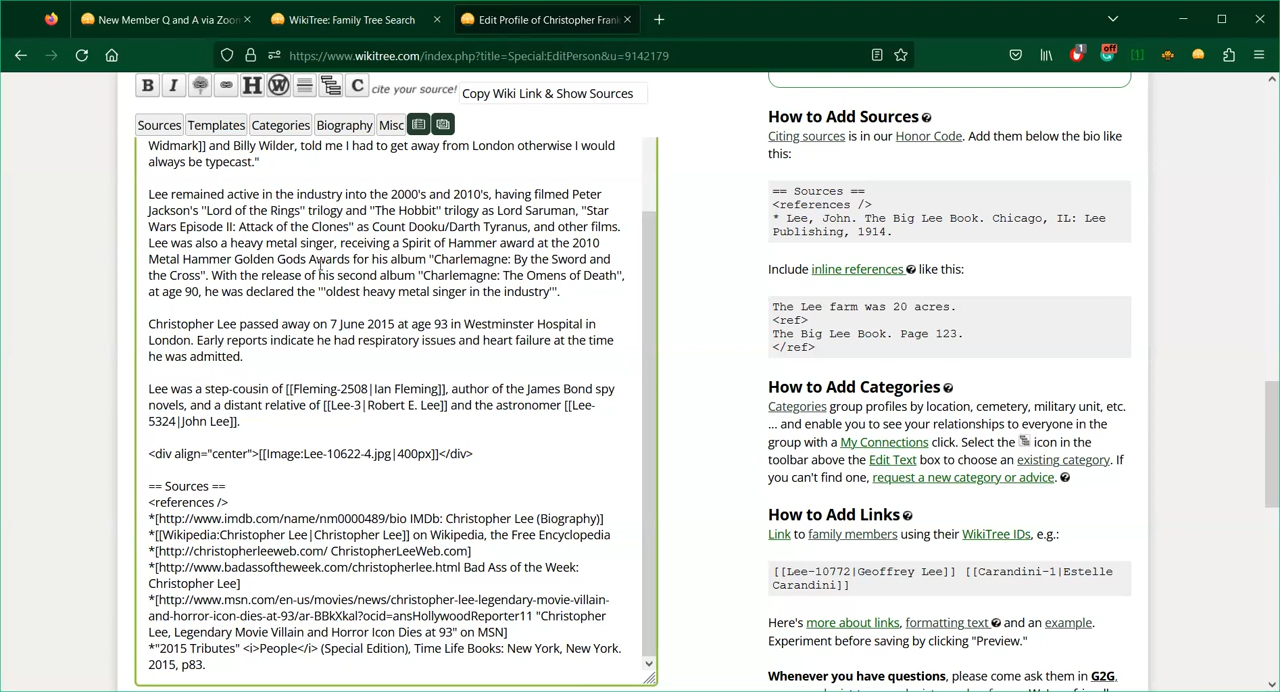 New Member Q and A via Zoom
WikiTree: Family Tree Search
Edit Profile of Christopher Frank
https://www.wikitree.com/index.php?title=Special:EditPerson&u=9142179
1
off
B I H W C cite your source! Copy Wiki Link & Show Sources
Sources Templates Categories Biography Misc
Widmark]] and Billy Wilder, told me I had to get away from London otherwise I would
always be typecast."
Lee remained active in the industry into the 2000's and 2010's, having filmed Peter
Jackson's ''Lord of the Rings'' trilogy and ''The Hobbit'' trilogy as Lord Saruman, ''Star
Wars Episode II: Attack of the Clones'' as Count Dooku/Darth Tyranus, and other films.
Lee was also a heavy metal singer, receiving a Spirit of Hammer award at the 2010
Metal Hammer Golden Gods Awards for his album ''Charlemagne: By the Sword and
the Cross''. With the release of his second album ''Charlemagne: The Omens of Death'',
at age 90, he was declared the '''oldest heavy metal singer in the industry'''.
Christopher Lee passed away on 7 June 2015 at age 93 in Westminster Hospital in
London. Early reports indicate he had respiratory issues and heart failure at the time
he was admitted.
Lee was a step-cousin of [[Fleming-2508|Ian Fleming]], author of the James Bond spy
novels, and a distant relative of [[Lee-3|Robert E. Lee]] and the astronomer [[Lee-
5324|John Lee]].
<div align="center">[[Image:Lee-10622-4.jpg|400px]]</div>
== Sources ==
<references />
*[http://www.imdb.com/name/nm0000489/bio IMDb: Christopher Lee (Biography)]
*[[Wikipedia:Christopher Lee|Christopher Lee]] on Wikipedia, the Free Encyclopedia
*[http://christopherleeweb.com/ ChristopherLeeWeb.com]
*[http://www.badassoftheweek.com/christopherlee.html Bad Ass of the Week:
Christopher Lee]
*[http://www.msn.com/en-us/movies/news/christopher-lee-legendary-movie-villain-
and-horror-icon-dies-at-93/ar-BBkXkal?ocid=ansHollywoodReporter11 "Christopher
Lee, Legendary Movie Villain and Horror Icon Dies at 93" on MSN]
*"2015 Tributes" <i>People</i> (Special Edition), Time Life Books: New York, New York.
2015, p83.
How to Add Sources
Citing sources is in our Honor Code. Add them below the bio like
this:
== Sources ==
<references />
* Lee, John. The Big Lee Book. Chicago, IL: Lee
Publishing, 1914.
Include inline references like this:
The Lee farm was 20 acres.
<ref>
The Big Lee Book. Page 123.
</ref>
How to Add Categories
Categories group profiles by location, cemetery, military unit, etc.
... and enable you to see your relationships to everyone in the
group with a My Connections click. Select the icon in the
toolbar above the Edit Text box to choose an existing category. If
you can't find one, request a new category or advice.
How to Add Links
Link to family members using their WikiTree IDs, e.g.:
[[Lee-10772|Geoffrey Lee]] [[Carandini-1|Estelle
Carandini]]
Here's more about links, formatting text and an example.
Experiment before saving by clicking "Preview."
Whenever you have questions, please come ask them in G2G.